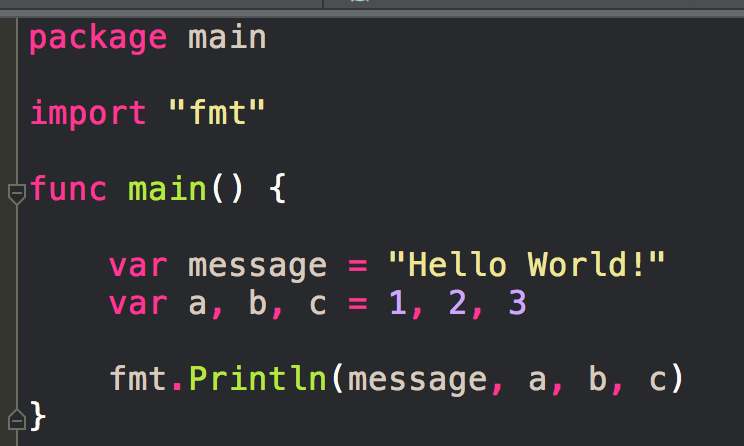 package main
import "fmt"
func main() {
var message = "Hello World!"
var a, b, c = 1, 2, 3
fmt.Println(message, a, b, c)
}